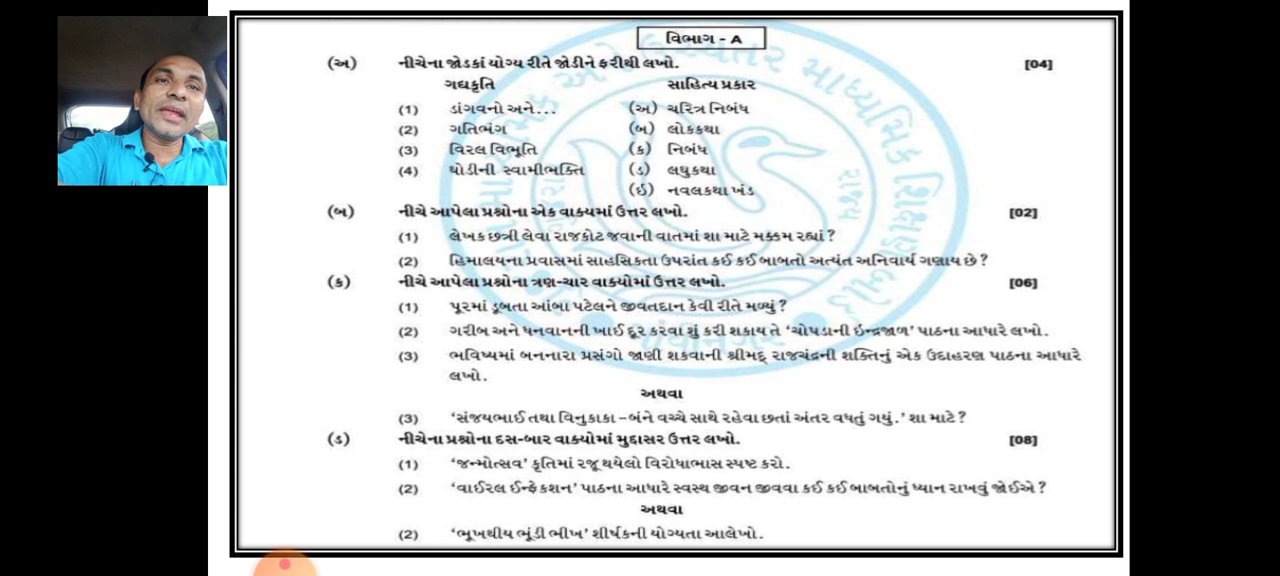 વિભાગ - A
(અ) નીચેના જોડકાં યોગ્ય રીતે જોડીને ફરીથી લખો. [04]
ગદ્યકૃતિ સાહિત્ય પ્રકાર
(1) ડાંગવનો અને... (અ) ચરિત્ર નિબંધ
(2) ગતિભંગ (બ) લોકકથા
(3) વિરલ વિભૂતિ (ક) નિબંધ
(4) ઘોડીની સ્વામીભક્તિ (ડ) લઘુકથા
(ઈ) નવલકથા ખંડ
(બ) નીચે આપેલા પ્રશ્નોના એક વાક્યમાં ઉત્તર લખો. [02]
(1) લેખક છત્રી લેવા રાજકોટ જવાની વાતમાં શા માટે મક્કમ રહ્યાં ?
(2) હિમાલયના પ્રવાસમાં સાહસિકતા ઉપરાંત કઈ કઈ બાબતો અત્યંત અનિવાર્ય ગણાય છે ?
(ક) નીચે આપેલા પ્રશ્નોના ત્રણ-ચાર વાક્યોમાં ઉત્તર લખો. [06]
(1) પૂરમાં ડૂબતા આંબા પટેલને જીવતદાન કેવી રીતે મળ્યું ?
(2) ગરીબ અને ધનવાનની ખાઈ દૂર કરવા શું કરી શકાય તે ‘ચોપડાની ઇન્દ્રજાળ’ પાઠના આધારે લખો.
(3) ભવિષ્યમાં બનનારા પ્રસંગો જાણી શકવાની શ્રીમદ્ રાજચંદ્રની શક્તિનું એક ઉદાહરણ પાઠના આધારે
લખો.
અથવા
(3) ‘સંજયભાઈ તથા વિનુકાકા – બંને વચ્ચે સાથે રહેવા છતાં અંતર વધતું ગયું.’ શા માટે ?
(ડ) નીચેના પ્રશ્નોના દસ-બાર વાક્યોમાં મુદ્દાસર ઉત્તર લખો. [08]
(1) ‘જન્મોત્સવ’ કૃતિમાં રજૂ થયેલો વિરોધાભાસ સ્પષ્ટ કરો.
(2) ‘વાઈરલ ઈન્ફેક્શન’ પાઠના આધારે સ્વસ્થ જીવન જીવવા કઈ કઈ બાબતોનું ધ્યાન રાખવું જોઈએ ?
અથવા
(2) ‘ભૂખથીય ભૂંડી ભીખ’ શીર્ષકની યોગ્યતા આલેખો.